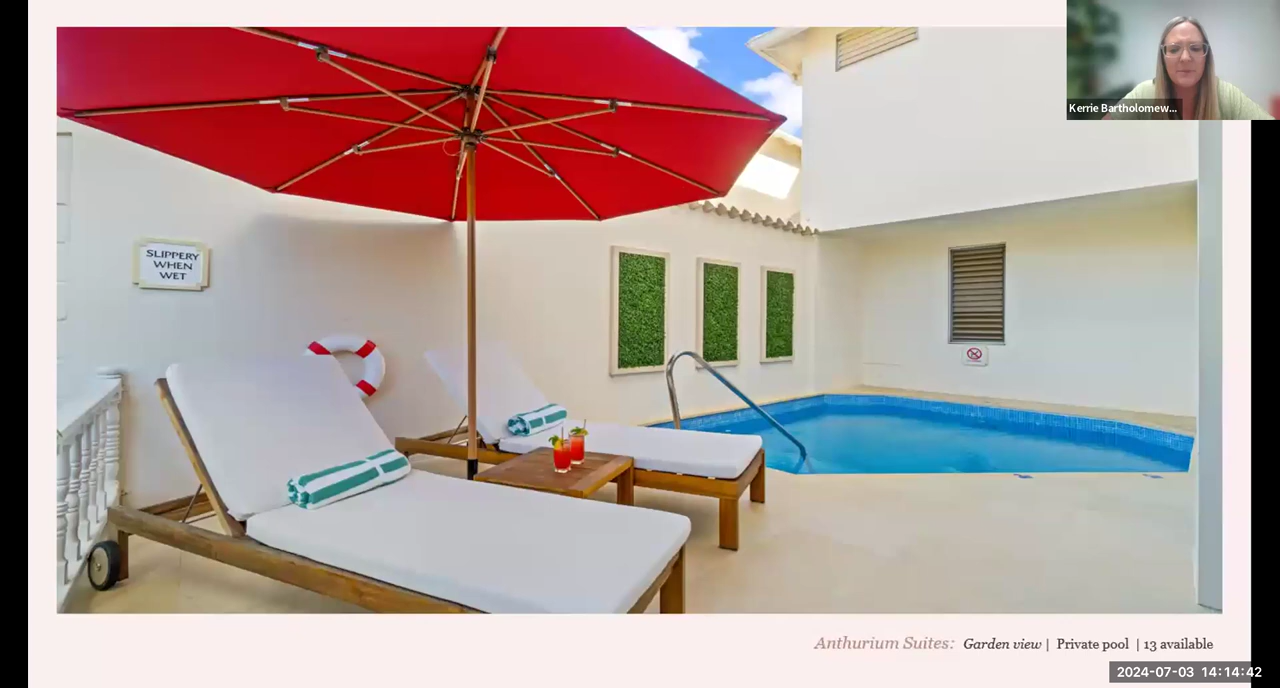 Kerrie Bartholomew...
SLIPPERY
WHEN
WET
Anthurium Suites: Garden view | Private pool | 13 available
2024-07-03 14:14:42